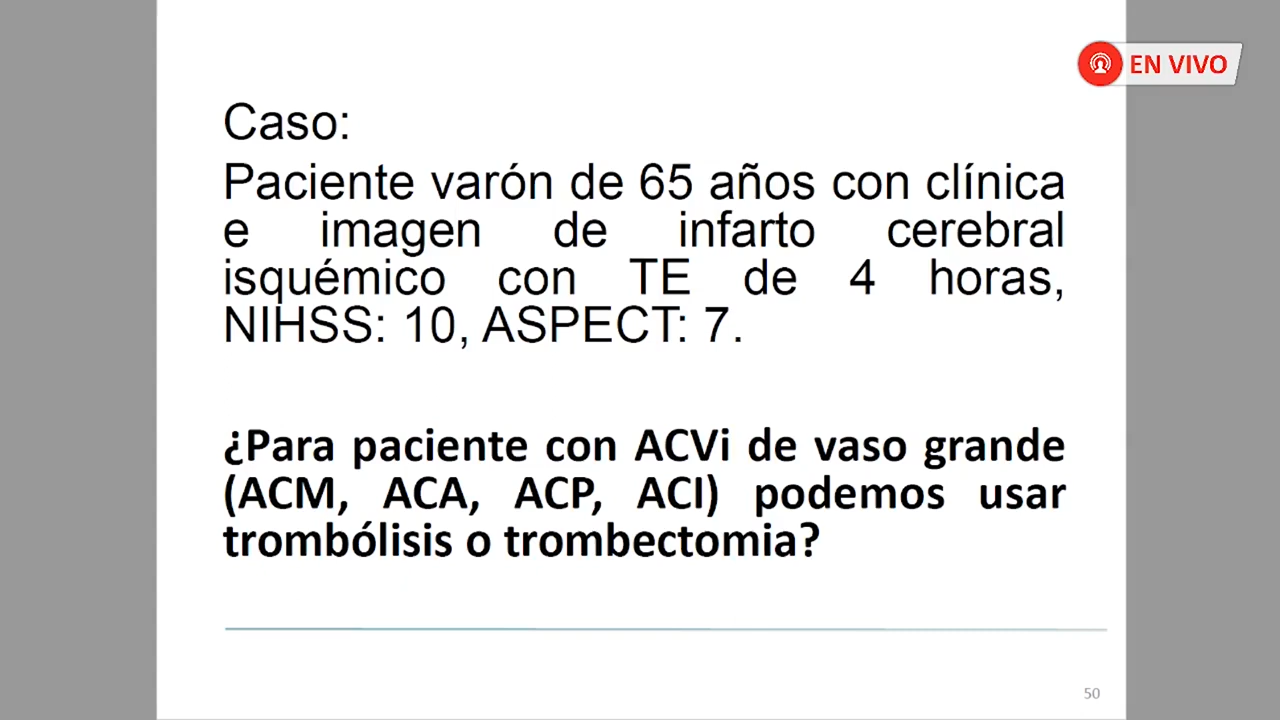 EN VIVO
Caso:
Paciente varón de 65 años con clínica
e imagen de infarto cerebral
isquémico con TE de 4 horas,
NIHSS: 10, ASPECT: 7.
¿Para paciente con ACVi de vaso grande
(ACM, ACA, ACP, ACI) podemos usar
trombólisis o trombectomia?
50